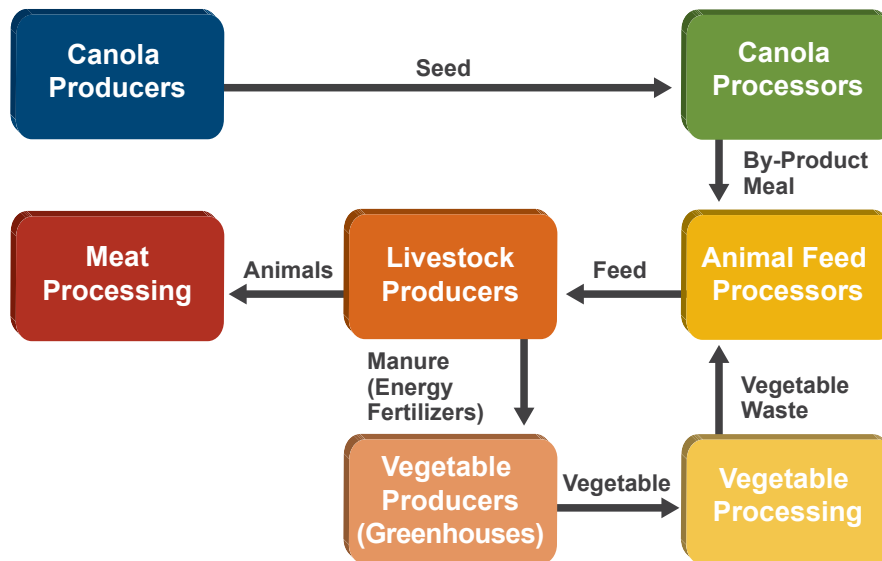 Canola
Producers
Seed
Canola
Processors
By-Product
Meal
Meat
Processing
Animals
Livestock
Producers
Feed
Animal Feed
Processors
Manure
(Energy
Fertilizers)
Vegetable
Waste
Vegetable
Producers
(Greenhouses)
Vegetable
Vegetable
Processing